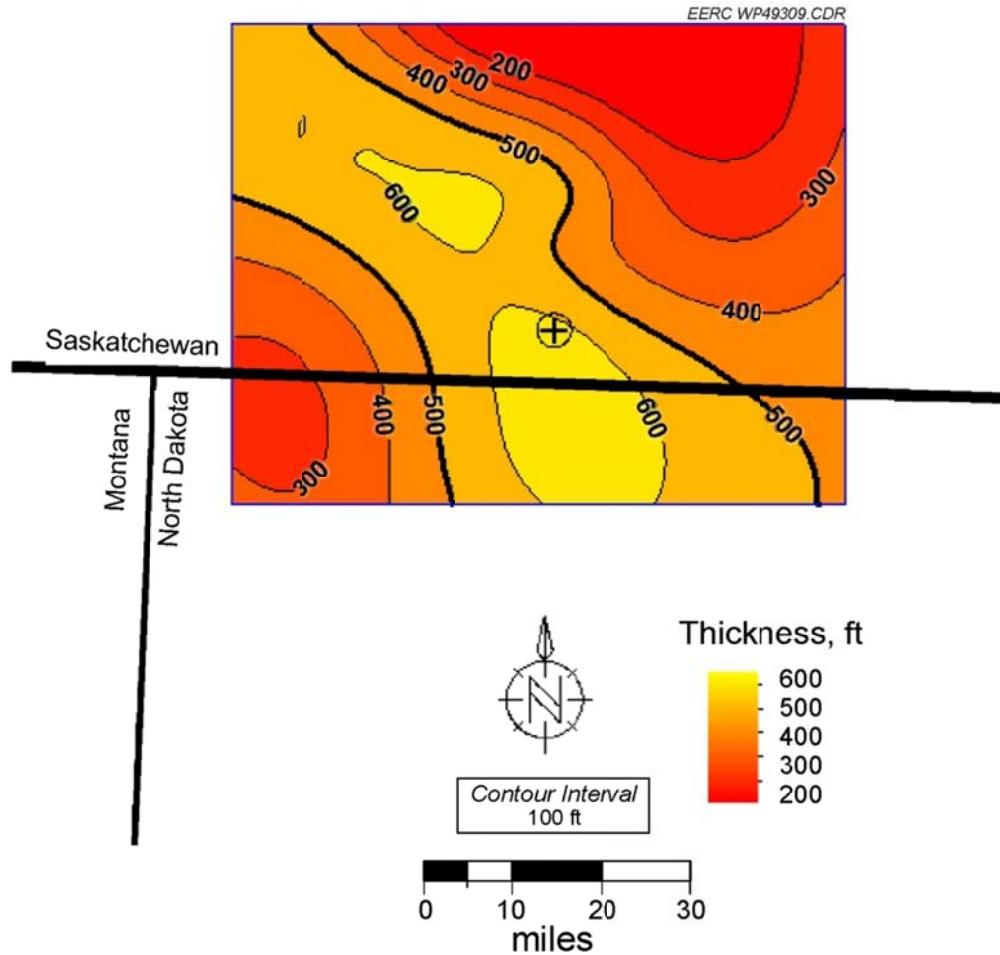 EERC WP49309.CDR
200
300
400
500
300
600
400
Saskatchewan
600
400
500
500
300
Montana
North Dakota
N
Thickness, ft
600
500
400
300
200
Contour Interval
100 ft
0 10 20 30
miles